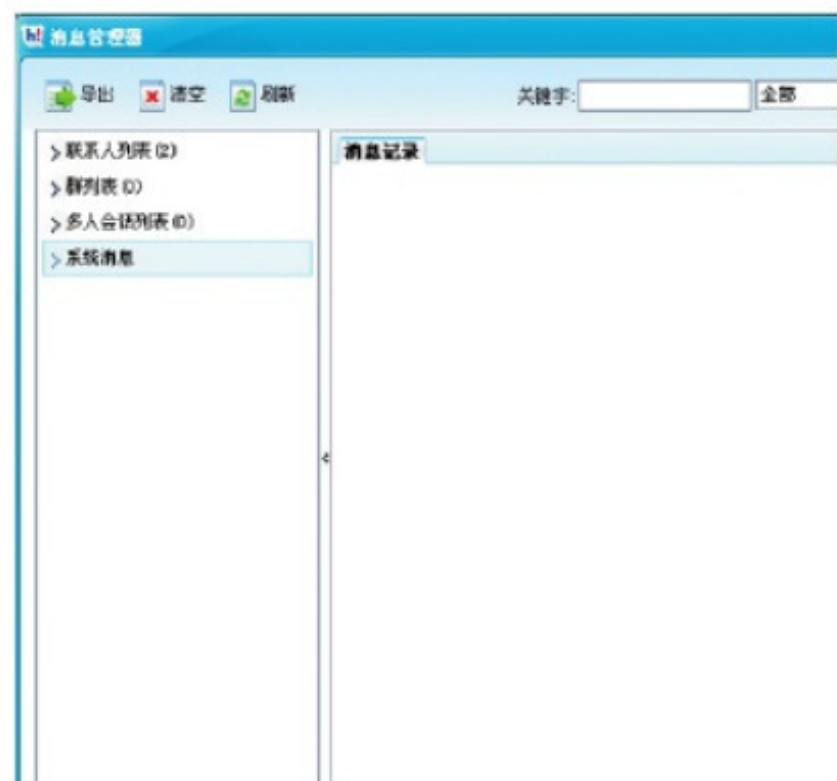 消息管理器
导出 清空 刷新 关键字: 全部
联系人列表(2)
群列表(0)
多人会话列表(0)
系统消息
消息记录